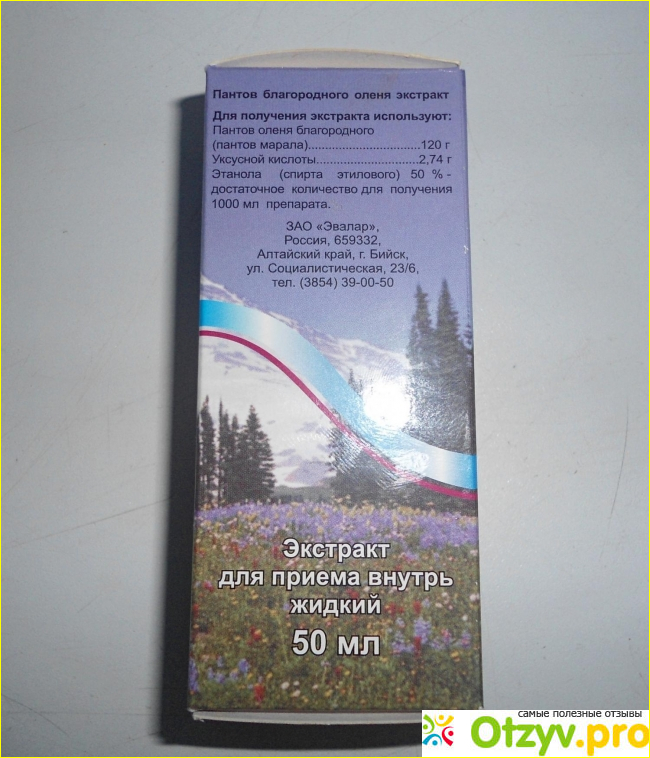 Пантов благородного оленя экстракт
Для получения экстракта используют:
Пантов оленя благородного
(пантов марала).................................120 г
Уксусной кислоты..............................2,74 г
Этанола (спирта этилового) 50 % -
достаточное количество для получения
1000 мл препарата.
ЗАО «Эвалар»,
Россия, 659332,
Алтайский край, г. Бийск,
ул. Социалистическая, 23/6,
тел. (3854) 39-00-50
Экстракт
для приема внутрь
жидкий
50 мл
самые полезные отзывы
Otzyv.pro